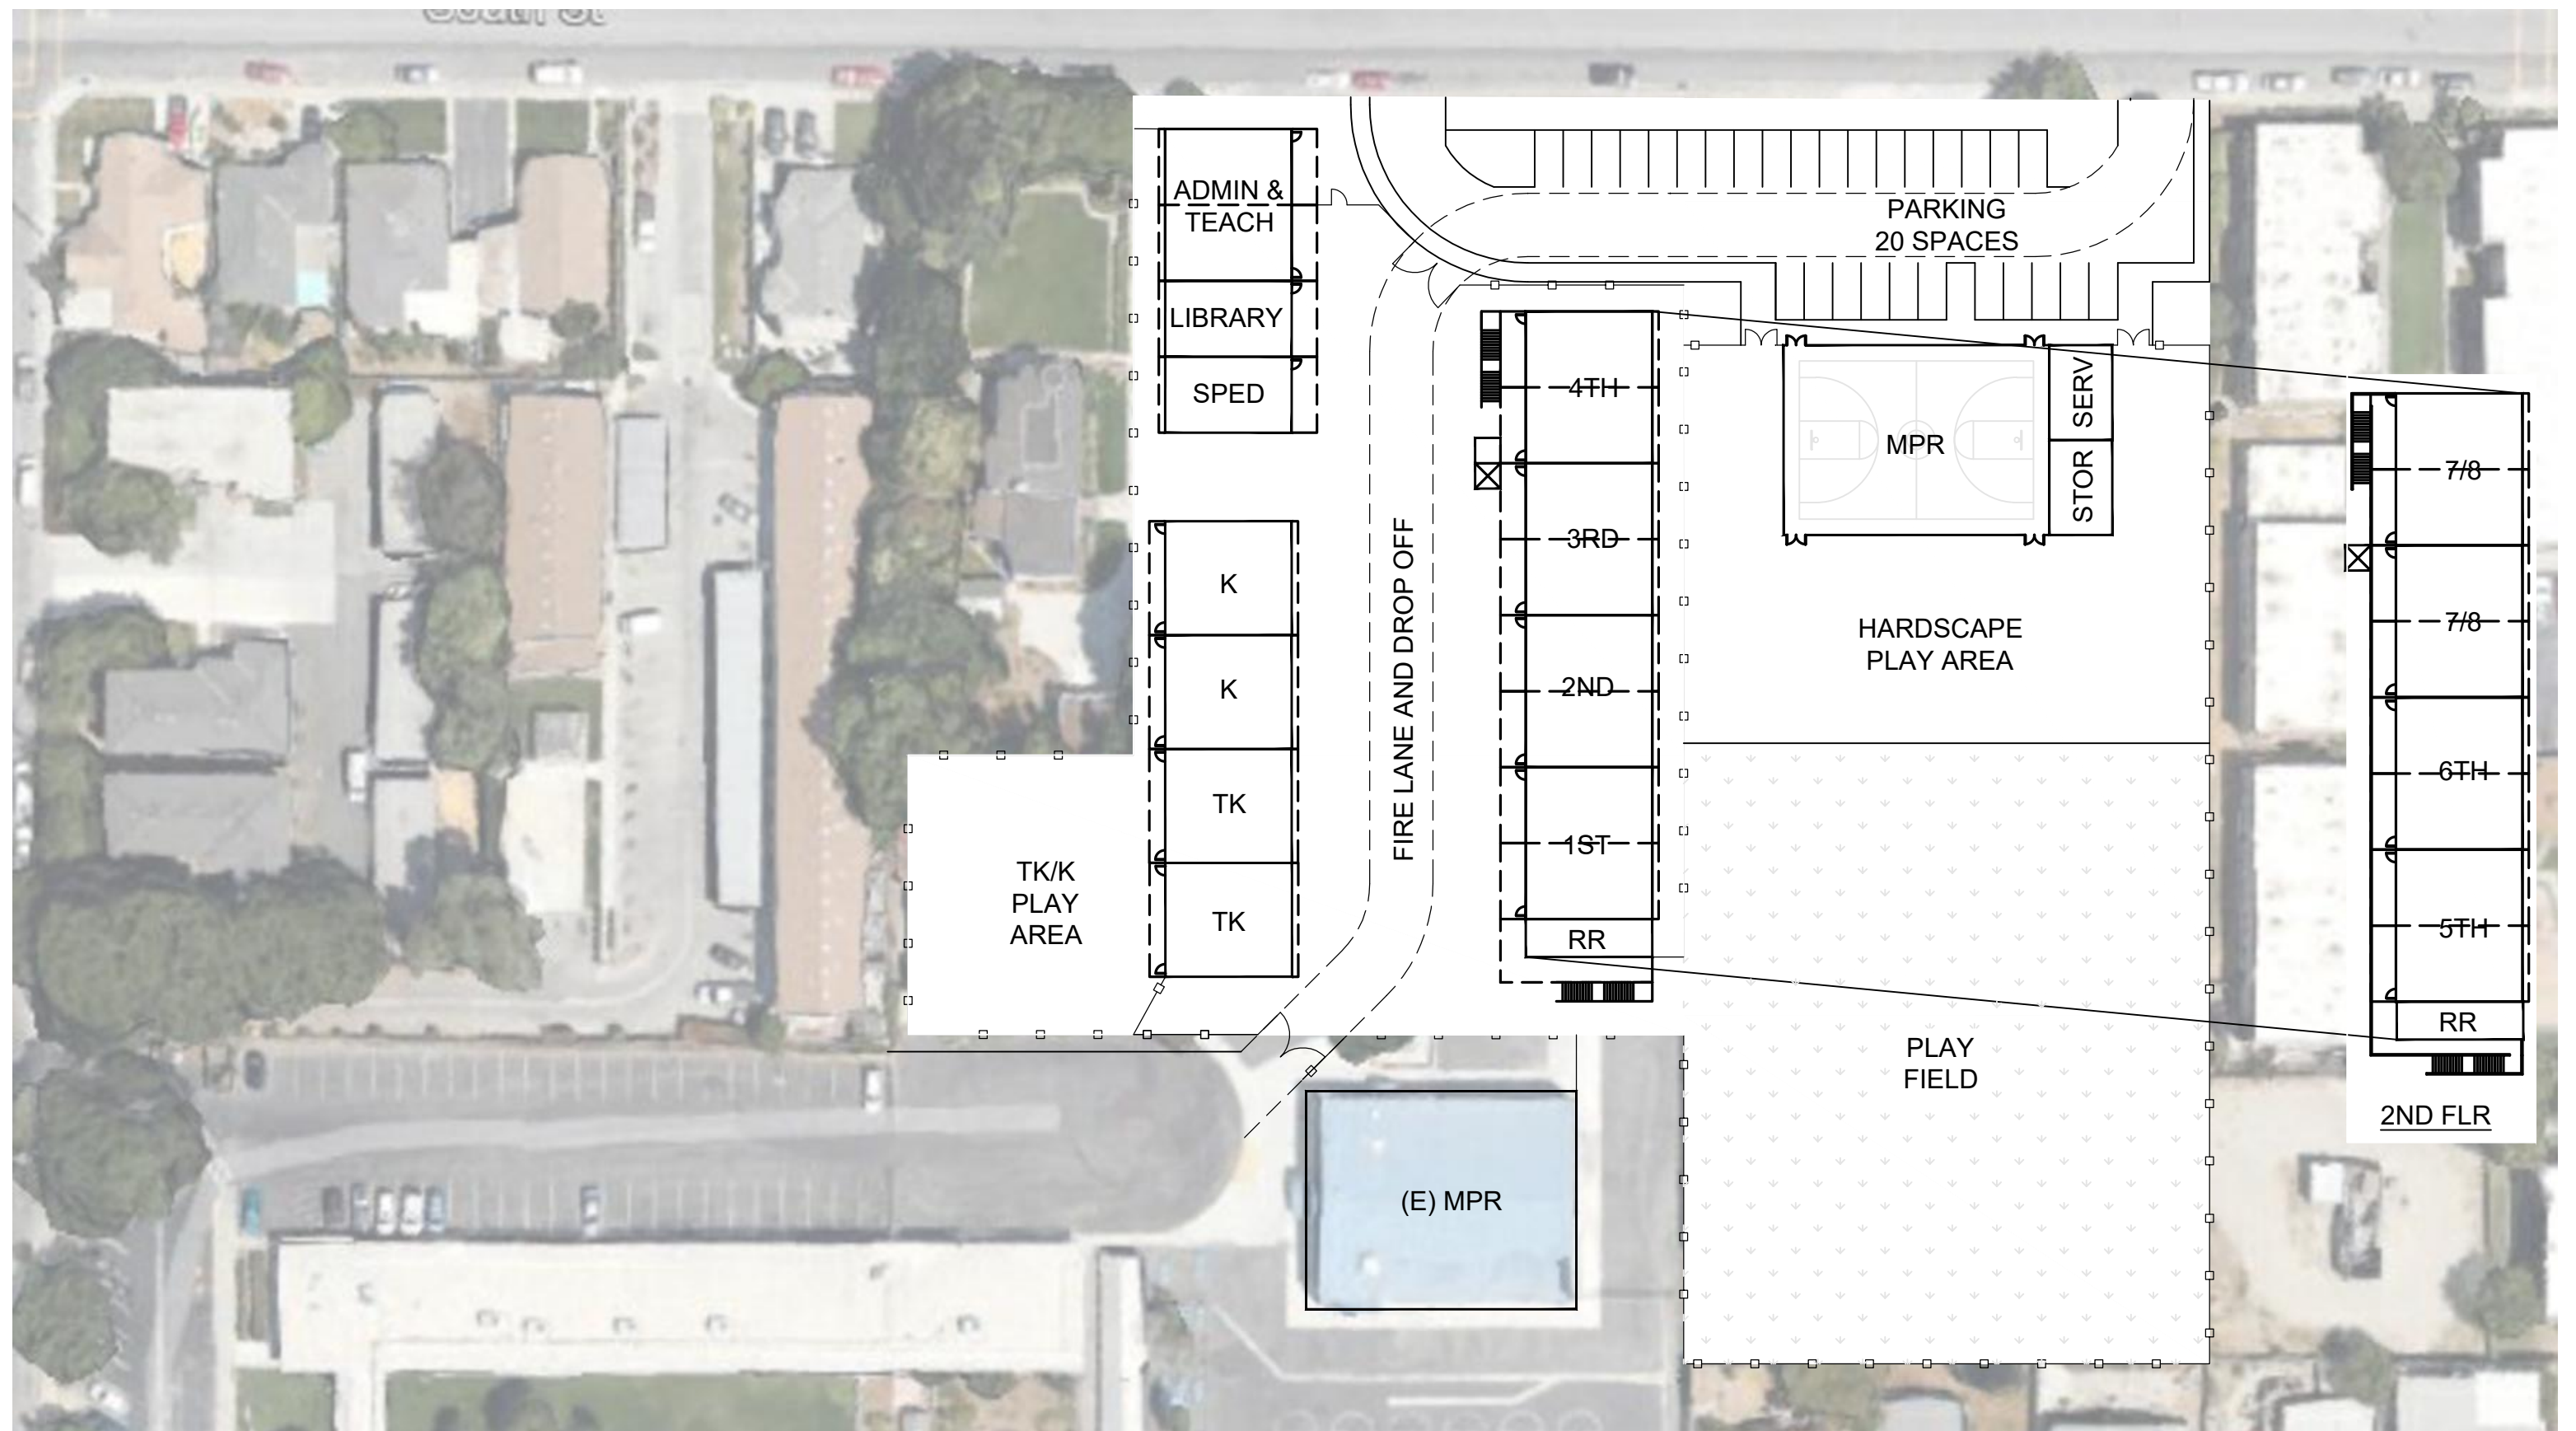 ADMIN &
TEACH
LIBRARY
SPED
K
K
TK
TK
TK/K
PLAY
AREA
FIRE LANE AND DROP OFF
4TH
3RD
2ND
1ST
RR
PARKING
20 SPACES
MPR
SERV
STOR
HARDSCAPE
PLAY AREA
PLAY
FIELD
(E) MPR
7/8
7/8
6TH
5TH
RR
2ND FLR